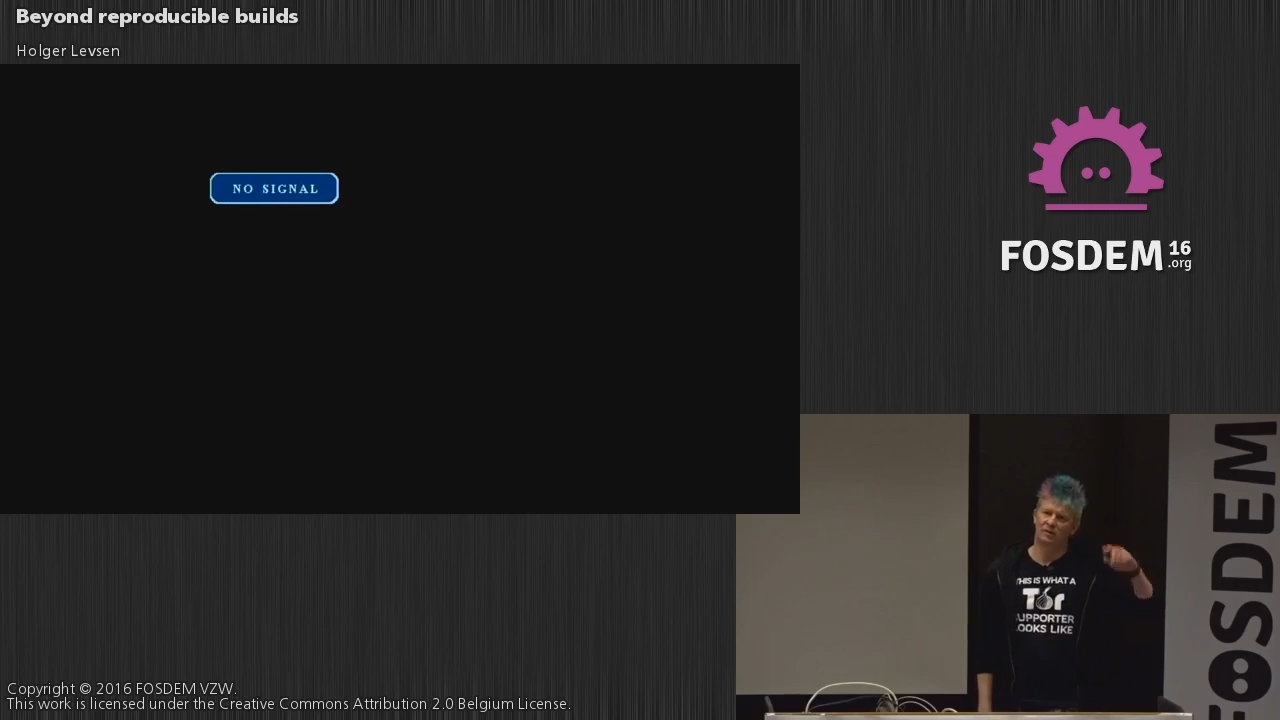 Beyond reproducible builds
Holger Levsen
NO SIGNAL
FOSDEM 16
.org
THIS IS WHAT A
Tor
SUPPORTER
LOOKS LIKE
FOSDEM
Copyright © 2016 FOSDEM VZW.
This work is licensed under the Creative Commons Attribution 2.0 Belgium License.